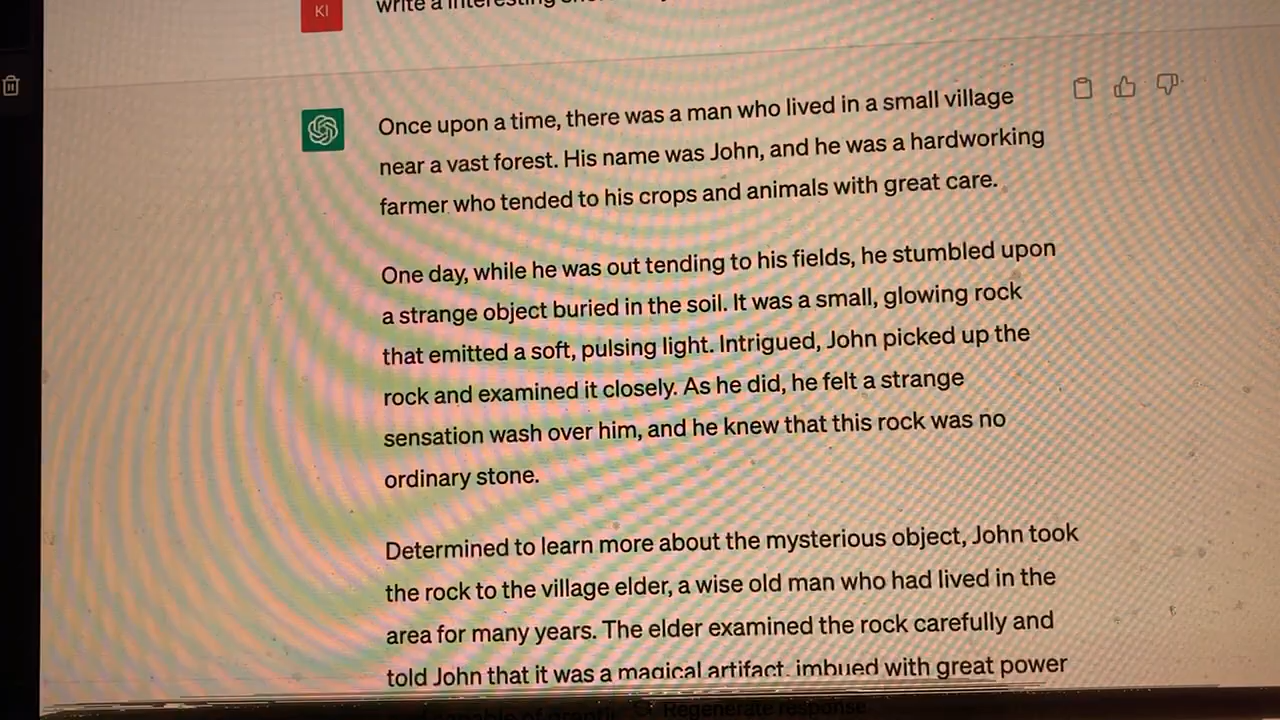 KI
write a interesting
Once upon a time, there was a man who lived in a small village
near a vast forest. His name was John, and he was a hardworking
farmer who tended to his crops and animals with great care.
One day, while he was out tending to his fields, he stumbled upon
a strange object buried in the soil. It was a small, glowing rock
that emitted a soft, pulsing light. Intrigued, John picked up the
rock and examined it closely. As he did, he felt a strange
sensation wash over him, and he knew that this rock was no
ordinary stone.
Determined to learn more about the mysterious object, John took
the rock to the village elder, a wise old man who had lived in the
area for many years. The elder examined the rock carefully and
told John that it was a magical artifact, imbued with great power
Regenerate response